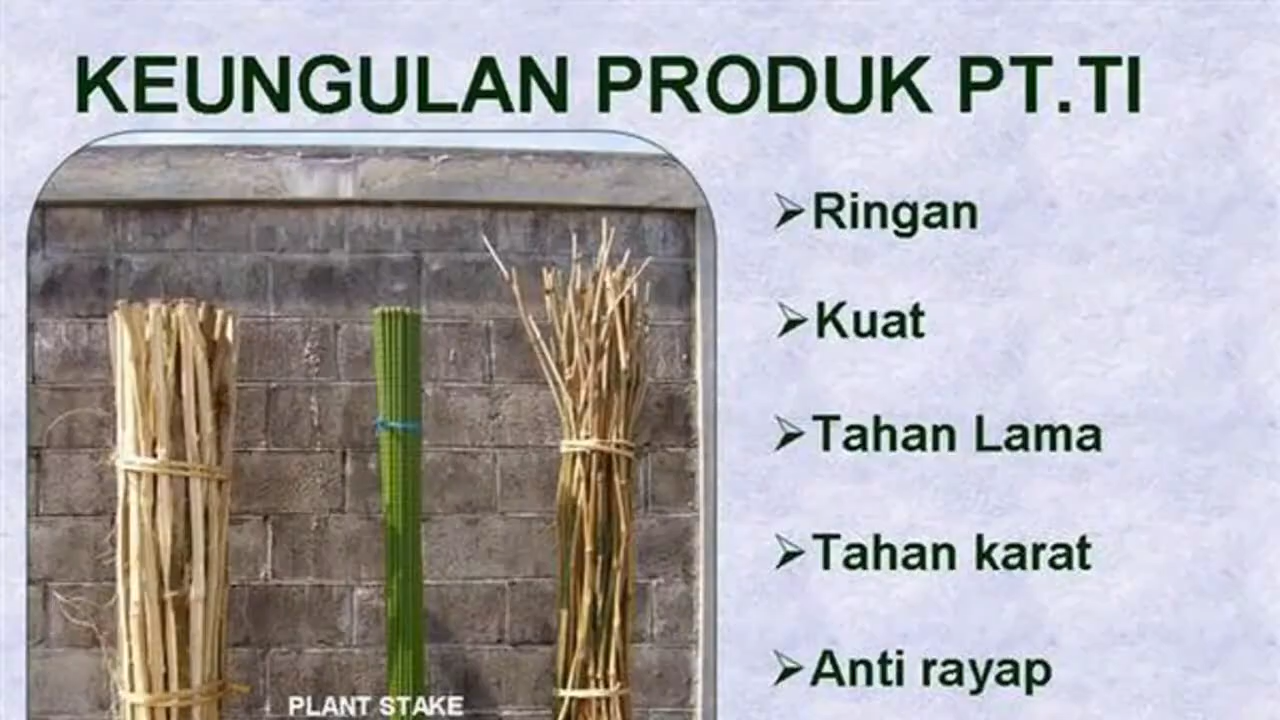 KEUNGULAN PRODUK PT.TI
➢Ringan
➢Kuat
➢Tahan Lama
➢Tahan karat
➢Anti rayap
PLANT STAKE